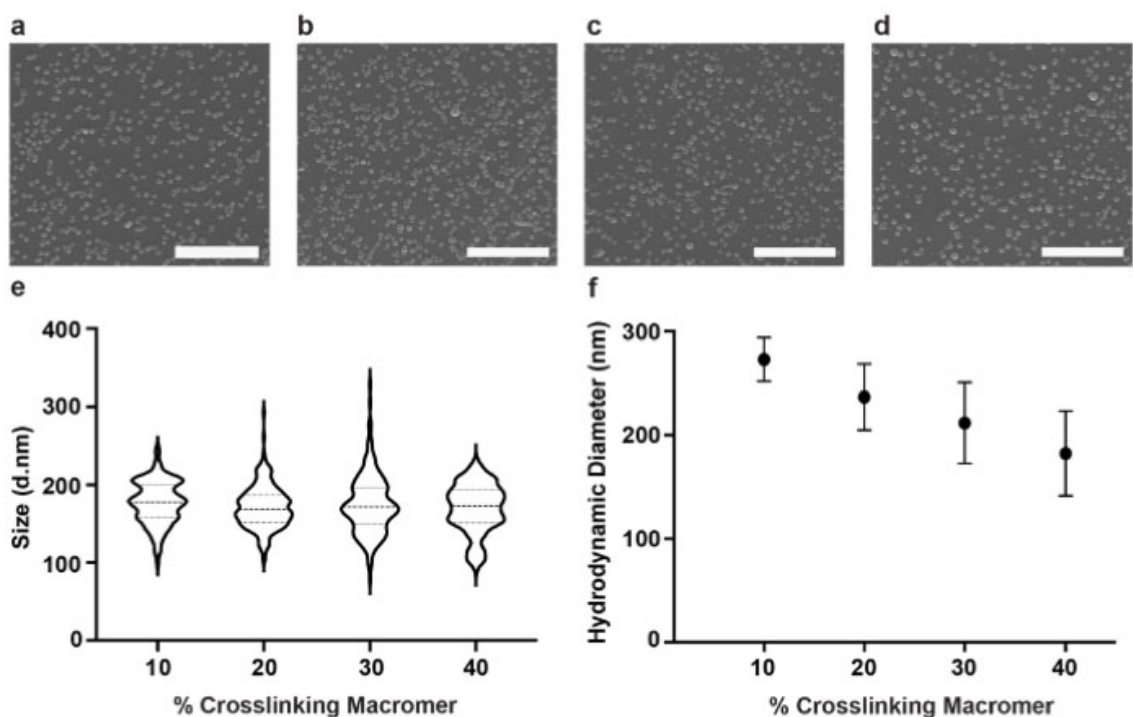 a
b
c
d
e
f
400
300
200
100
0
Size (d.nm)
10 20 30 40
% Crosslinking Macromer
300
200
100
0
Hydrodynamic Diameter (nm)
10 20 30 40
% Crosslinking Macromer